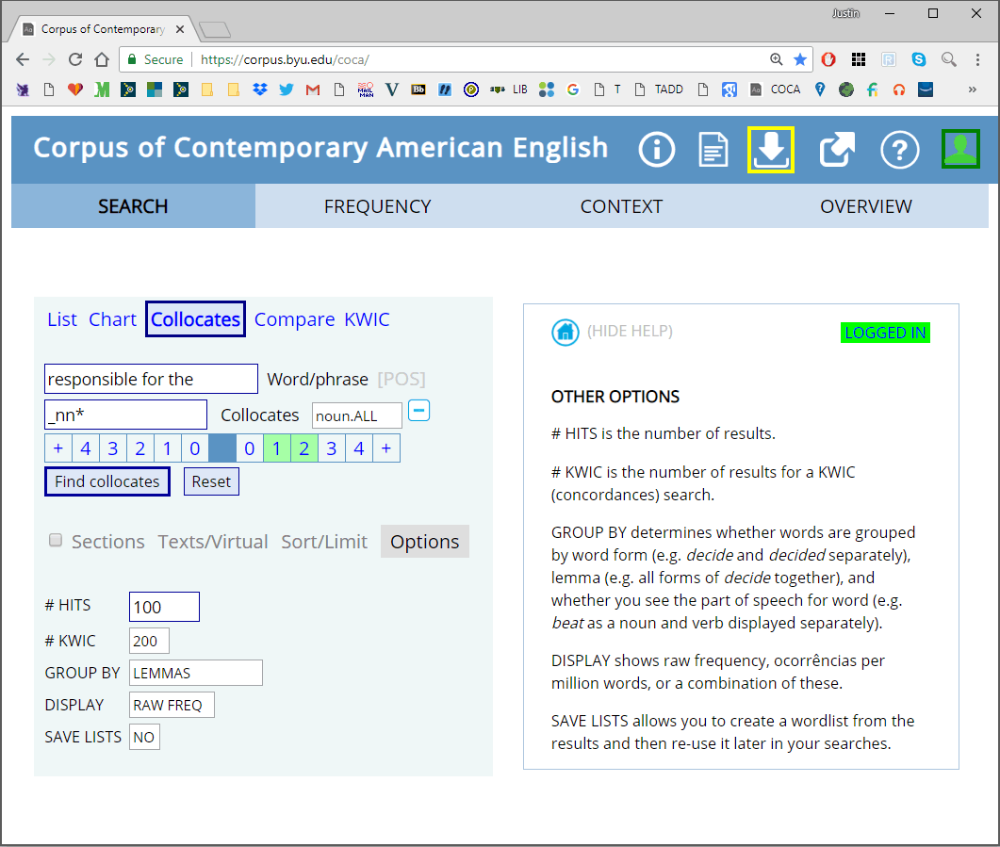 Justin
Corpus of Contemporary
Secure
https://corpus.byu.edu/coca/
LIB T TADD COCA
Corpus of Contemporary American English
SEARCH FREQUENCY CONTEXT OVERVIEW
List Chart Collocates Compare KWIC
responsible for the Word/phrase [POS]
_nn* Collocates noun.ALL
+ 4 3 2 1 0 0 1 2 3 4 +
Find collocates Reset
Sections Texts/Virtual Sort/Limit Options
# HITS 100
# KWIC 200
GROUP BY LEMMAS
DISPLAY RAW FREQ
SAVE LISTS NO
(HIDE HELP) LOGGED IN
OTHER OPTIONS
# HITS is the number of results.
# KWIC is the number of results for a KWIC
(concordances) search.
GROUP BY determines whether words are grouped
by word form (e.g. decide and decided separately),
lemma (e.g. all forms of decide together), and
whether you see the part of speech for word (e.g.
beat as a noun and verb displayed separately).
DISPLAY shows raw frequency, ocorrências per
million words, or a combination of these.
SAVE LISTS allows you to create a wordlist from the
results and then re-use it later in your searches.